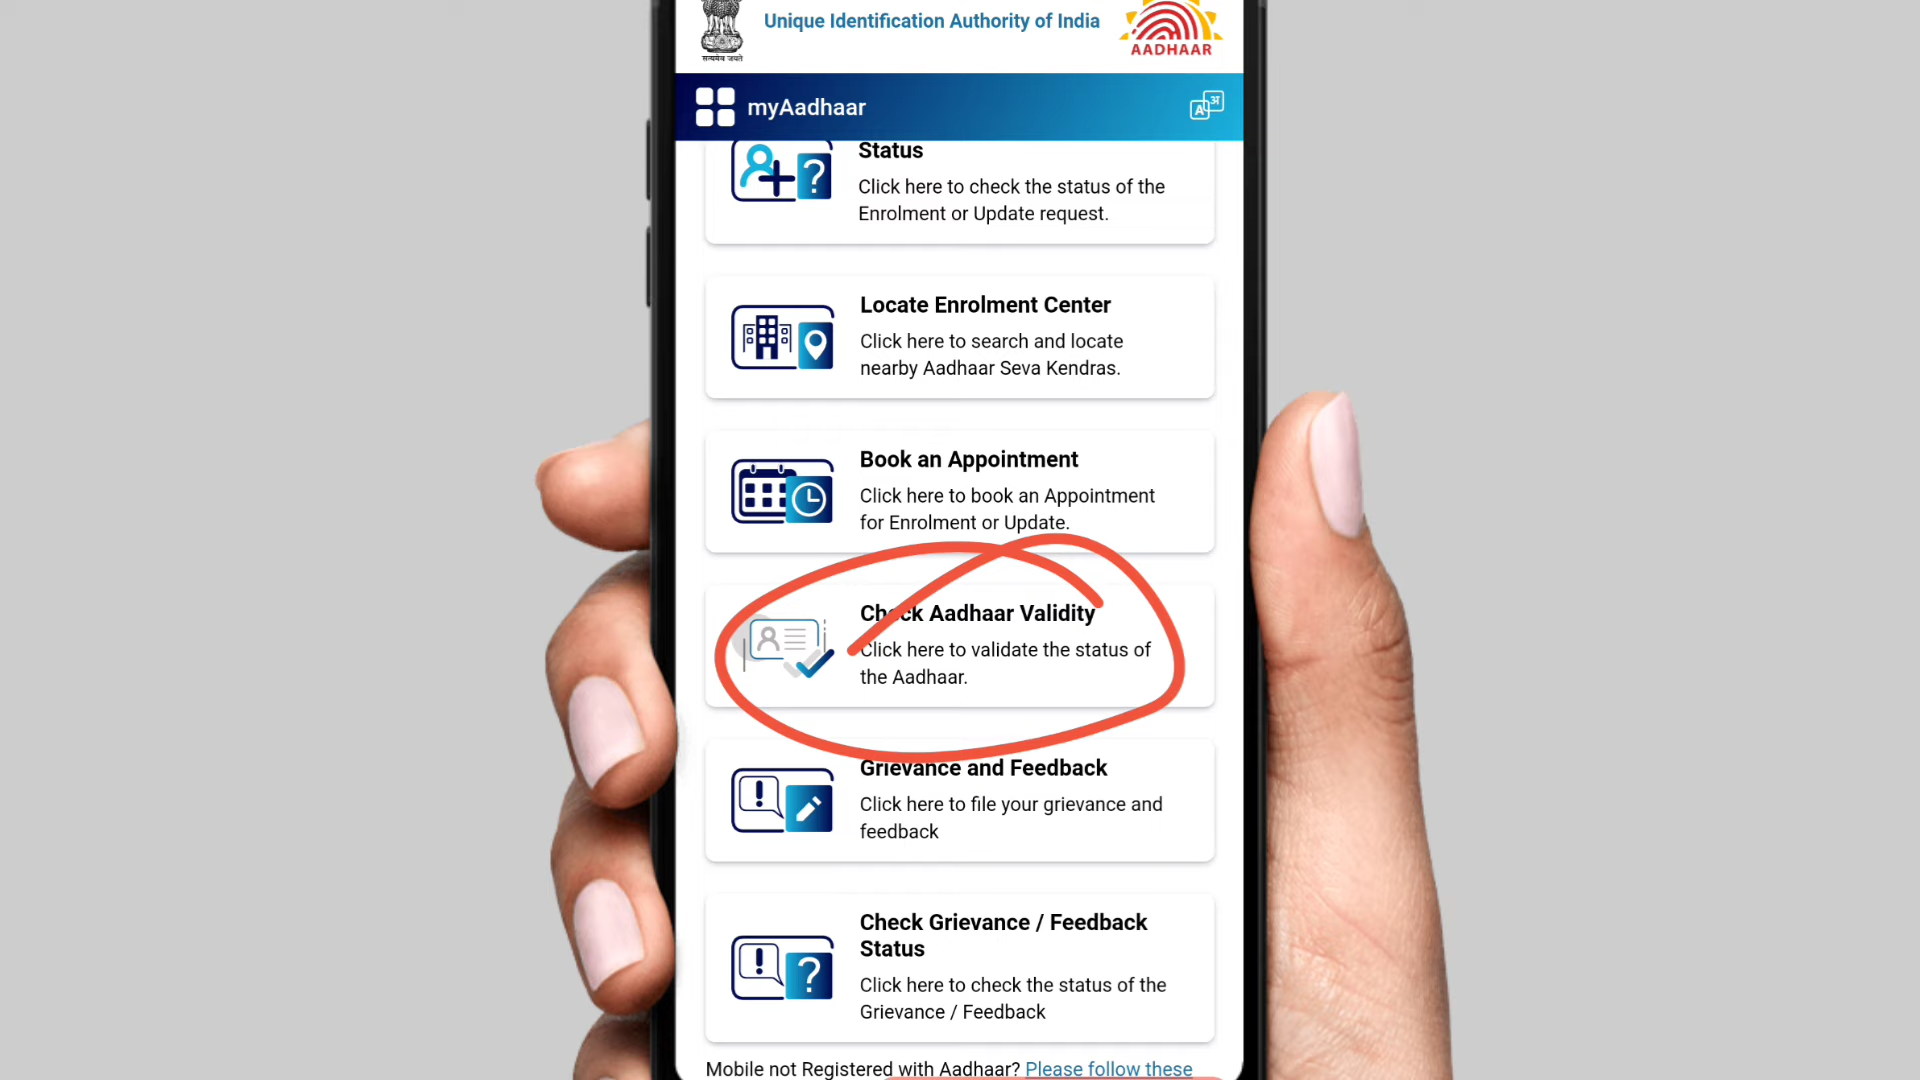 सत्यमेव जयते
Unique Identification Authority of India
AADHAAR
myAadhaar
A अ
Status
Click here to check the status of the
Enrolment or Update request.
Locate Enrolment Center
Click here to search and locate
nearby Aadhaar Seva Kendras.
Book an Appointment
Click here to book an Appointment
for Enrolment or Update.
Check Aadhaar Validity
Click here to validate the status of
the Aadhaar.
Grievance and Feedback
Click here to file your grievance and
feedback
Check Grievance / Feedback
Status
Click here to check the status of the
Grievance / Feedback
Mobile not Registered with Aadhaar? Please follow these